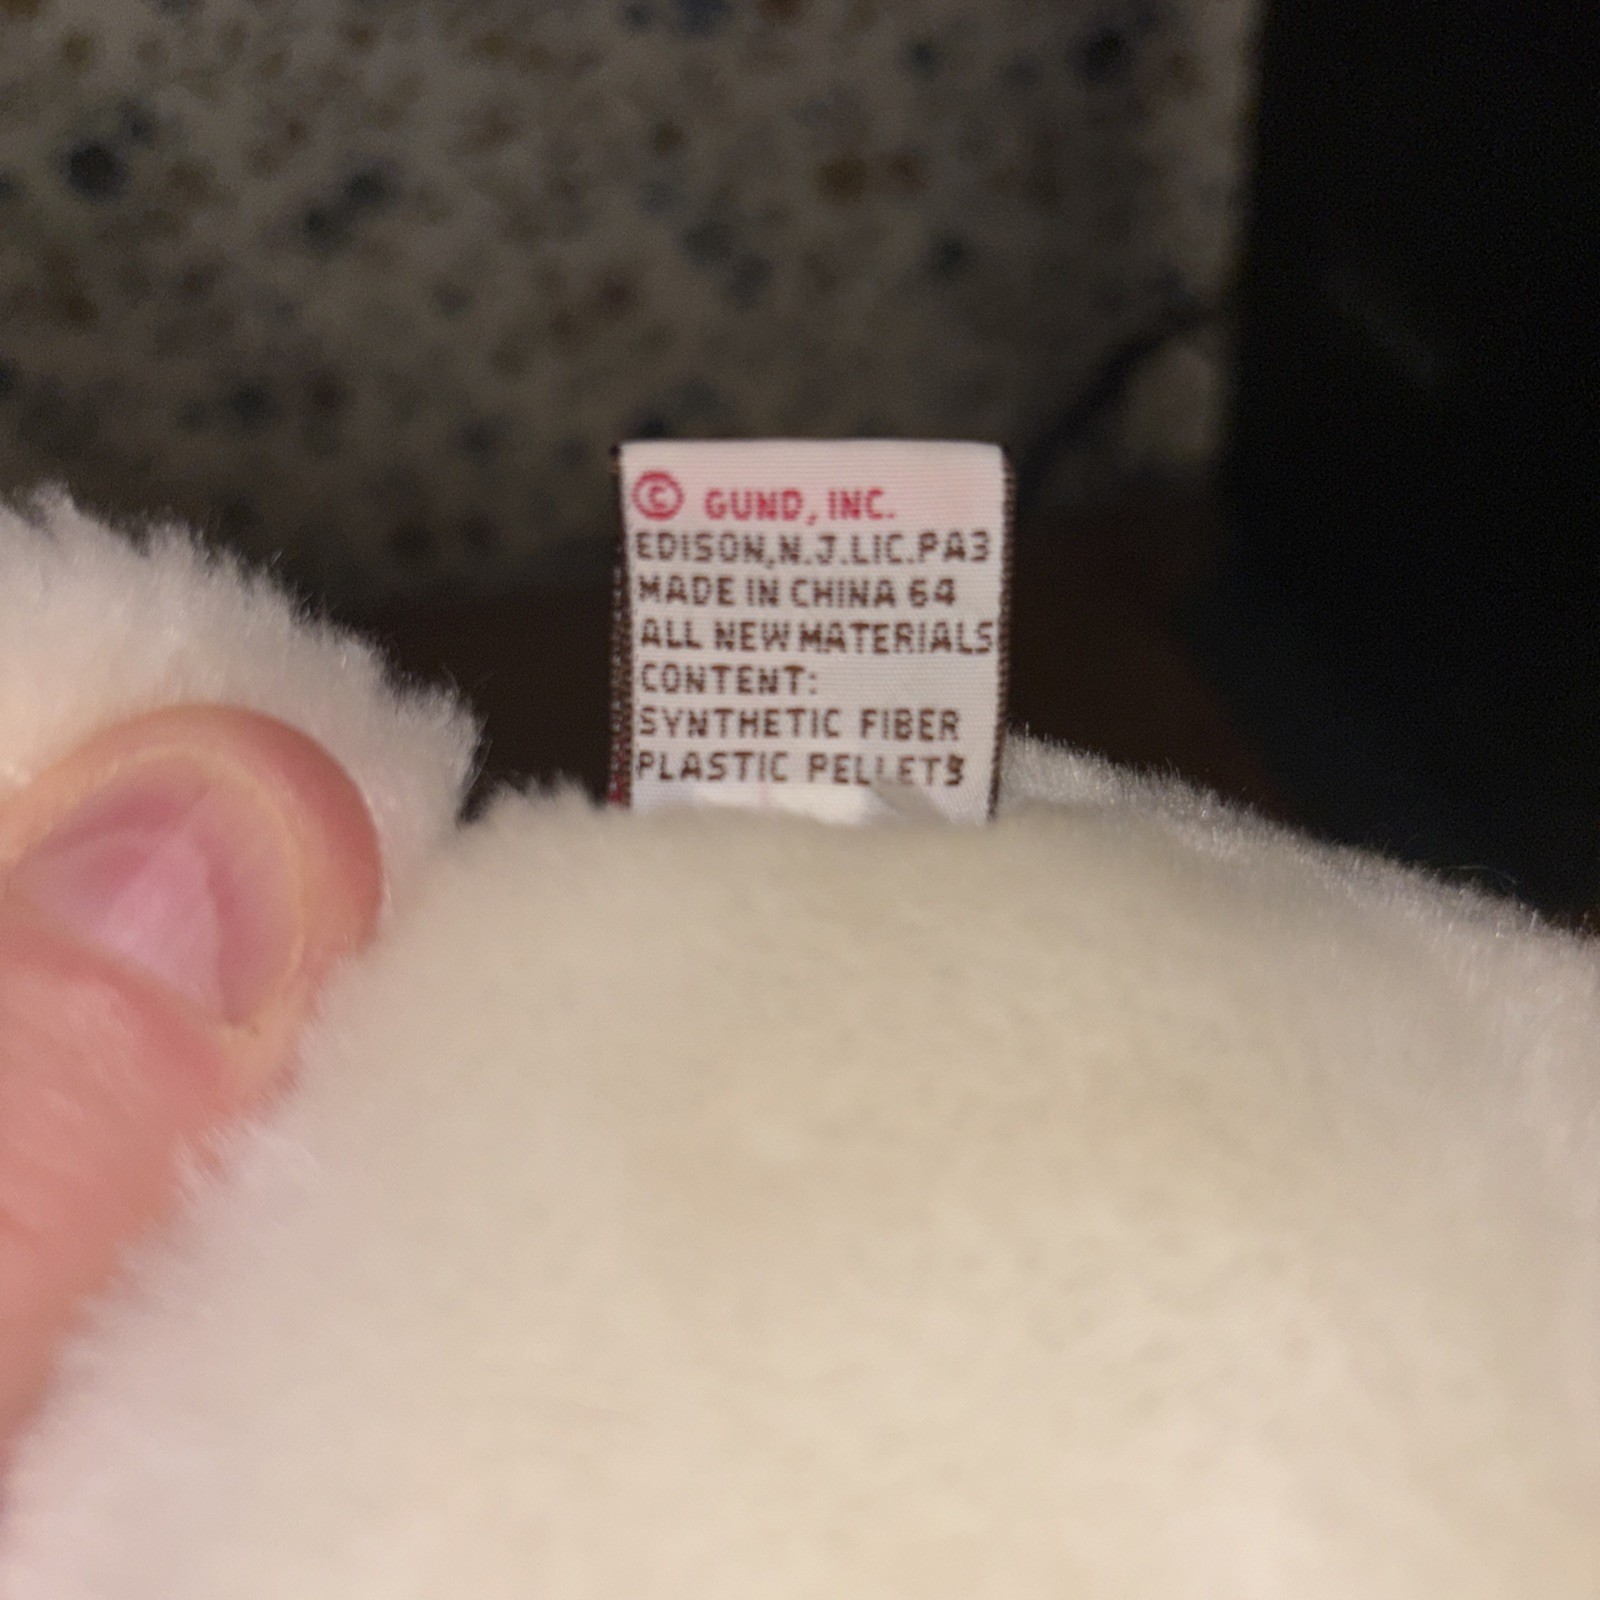 © GUND, INC.
EDISON,N.J.LIC.PA3
MADE IN CHINA 64
ALL NEW MATERIALS
CONTENT:
SYNTHETIC FIBER
PLASTIC PELLETS